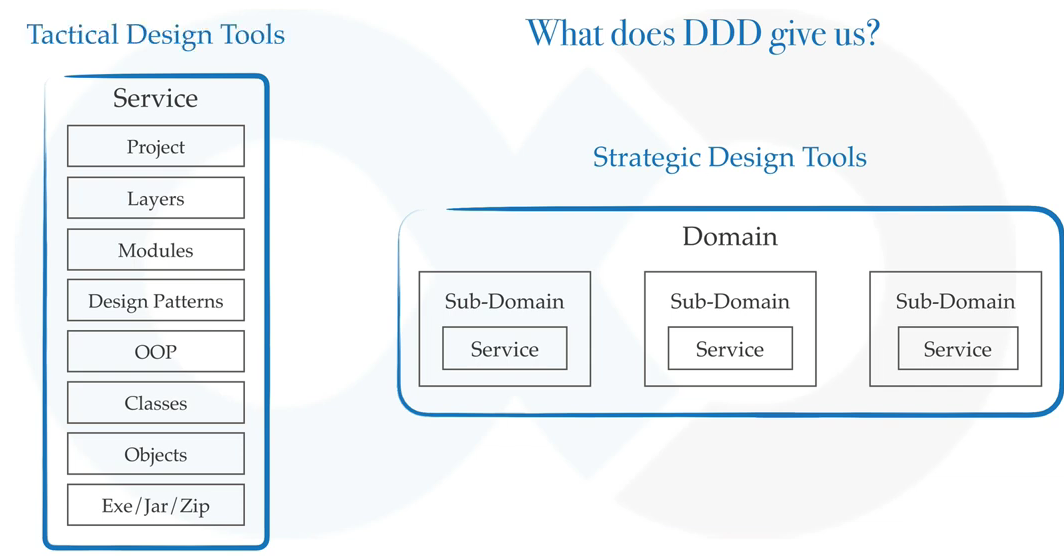 Tactical Design Tools
Service
Project
Layers
Modules
Design Patterns
OOP
Classes
Objects
Exe/Jar/Zip
What does DDD give us?
Strategic Design Tools
Domain
Sub-Domain
Service
Sub-Domain
Service
Sub-Domain
Service